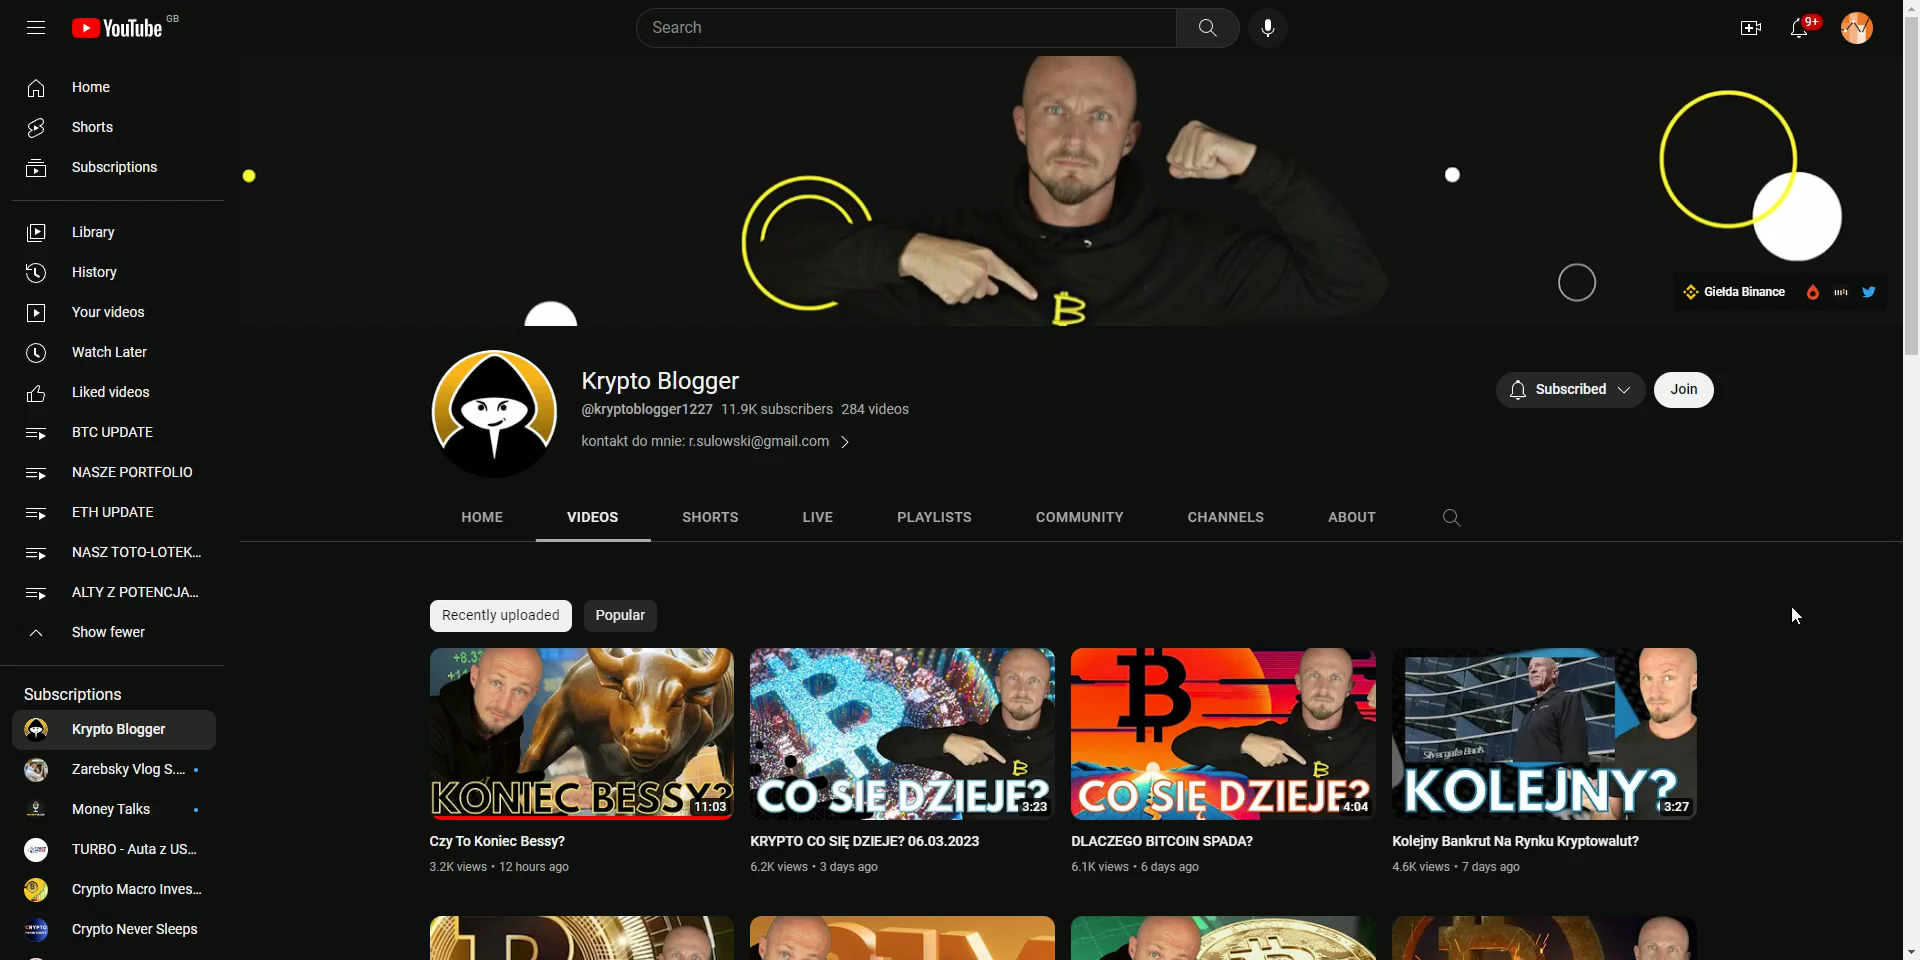 YouTube GB
Search
9+
Home
Shorts
Subscriptions
Library
History
Your videos
Watch Later
Liked videos
BTC UPDATE
NASZE PORTFOLIO
ETH UPDATE
NASZ TOTO-LOTEK...
ALTY Z POTENCJA...
Show fewer
Subscriptions
Krypto Blogger
Zarebsky Vlog S....
Money Talks
TURBO - Auta z US...
Crypto Macro Inves...
Crypto Never Sleeps
Giełda Binance
Krypto Blogger
@kryptoblogger1227 11.9K subscribers 284 videos
kontakt do mnie: r.sulowski@gmail.com
Subscribed
Join
HOME VIDEOS SHORTS LIVE PLAYLISTS COMMUNITY CHANNELS ABOUT
Recently uploaded Popular
KONIEC BESSY?
11:03
Czy To Koniec Bessy?
3.2K views • 12 hours ago
CO SIĘ DZIEJE?
3:23
KRYPTO CO SIĘ DZIEJE? 06.03.2023
6.2K views • 3 days ago
CO SIĘ DZIEJE?
4:04
DLACZEGO BITCOIN SPADA?
6.1K views • 6 days ago
Silvergate Bank
KOLEJNY?
3:27
Kolejny Bankrut Na Rynku Kryptowalut?
4.6K views • 7 days ago